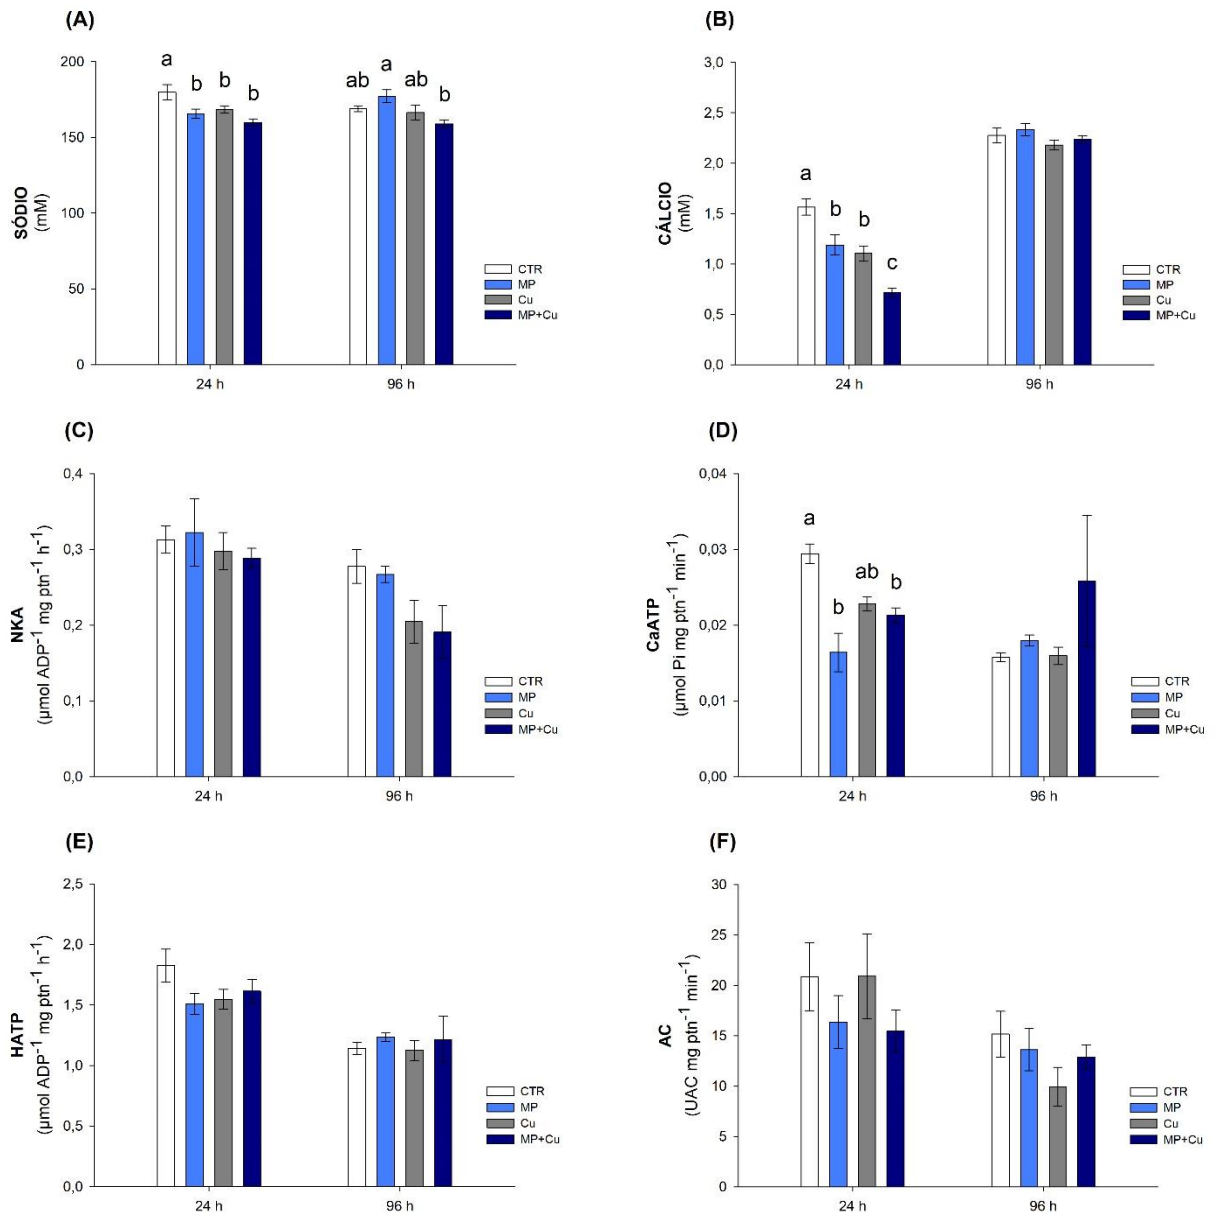 (A)
SÓDIO
(mM)
200
150
100
50
0
a
b
b
b
ab
a
ab
b
CTR
MP
Cu
MP+Cu
24 h
96 h
(B)
CÁLCIO
(mM)
3,0
2,5
2,0
1,5
1,0
0,5
0,0
a
b
b
c
CTR
MP
Cu
MP+Cu
24 h
96 h
(C)
NKA
(µmol ADP⁻¹ mg ptn⁻¹ h⁻¹)
0,4
0,3
0,2
0,1
0,0
CTR
MP
Cu
MP+Cu
24 h
96 h
(D)
CaATP
(µmol Pi mg ptn⁻¹ min⁻¹)
0,04
0,03
0,02
0,01
0,00
a
b
ab
b
CTR
MP
Cu
MP+Cu
24 h
96 h
(E)
HATP
(µmol ADP⁻¹ mg ptn⁻¹ h⁻¹)
2,5
2,0
1,5
1,0
0,5
0,0
CTR
MP
Cu
MP+Cu
24 h
96 h
(F)
AC
(UAC mg ptn⁻¹ min⁻¹)
30
25
20
15
10
5
0
CTR
MP
Cu
MP+Cu
24 h
96 h